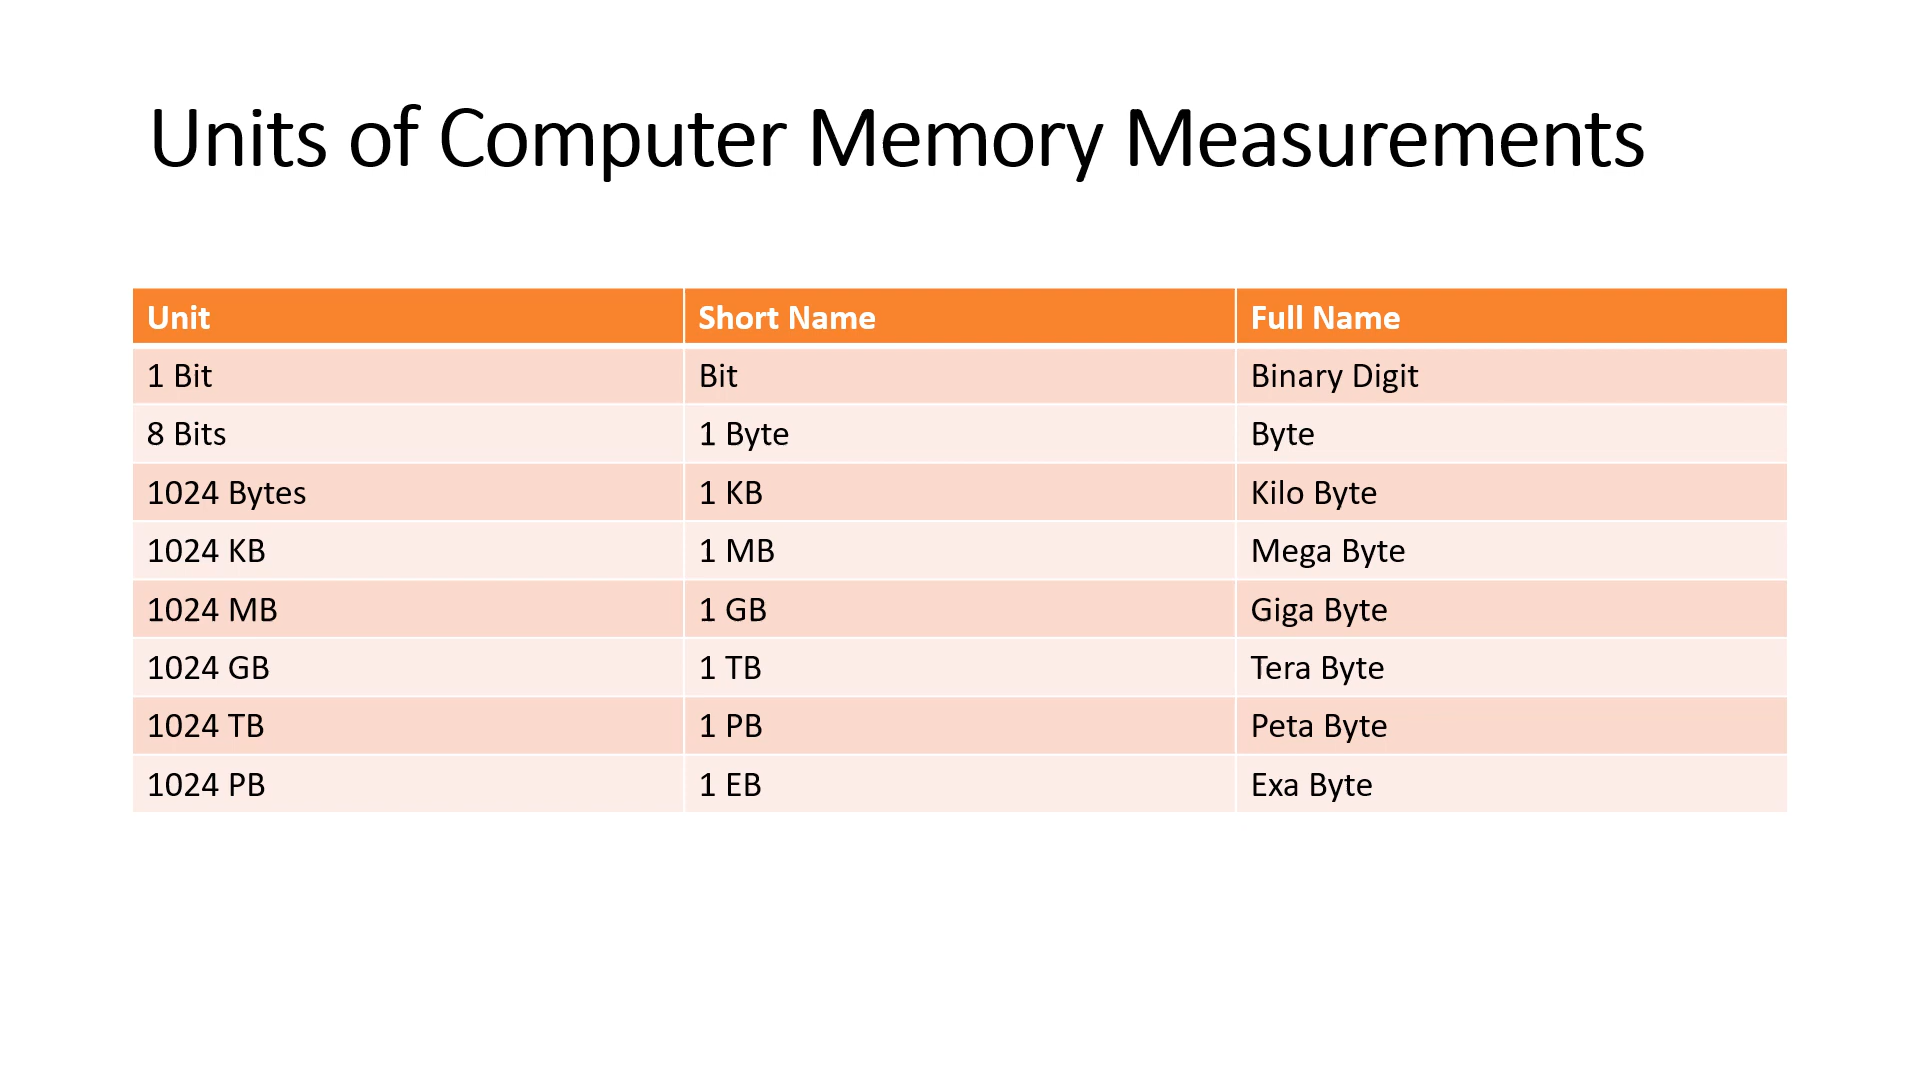 Units of Computer Memory Measurements
Unit Short Name Full Name
1 Bit Bit Binary Digit
8 Bits 1 Byte Byte
1024 Bytes 1 KB Kilo Byte
1024 KB 1 MB Mega Byte
1024 MB 1 GB Giga Byte
1024 GB 1 TB Tera Byte
1024 TB 1 PB Peta Byte
1024 PB 1 EB Exa Byte